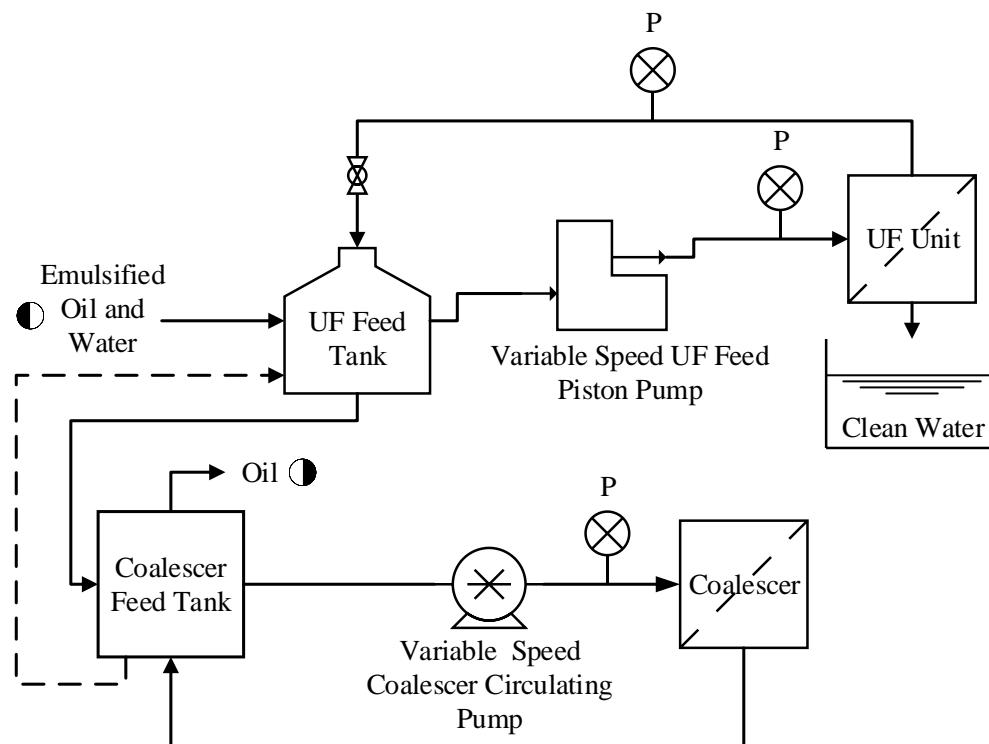 P
P
UF Unit
Emulsified
Oil and
Water
UF Feed
Tank
Variable Speed UF Feed
Piston Pump
Clean Water
Oil
P
Coalescer
Feed Tank
Coalescer
Variable Speed
Coalescer Circulating
Pump